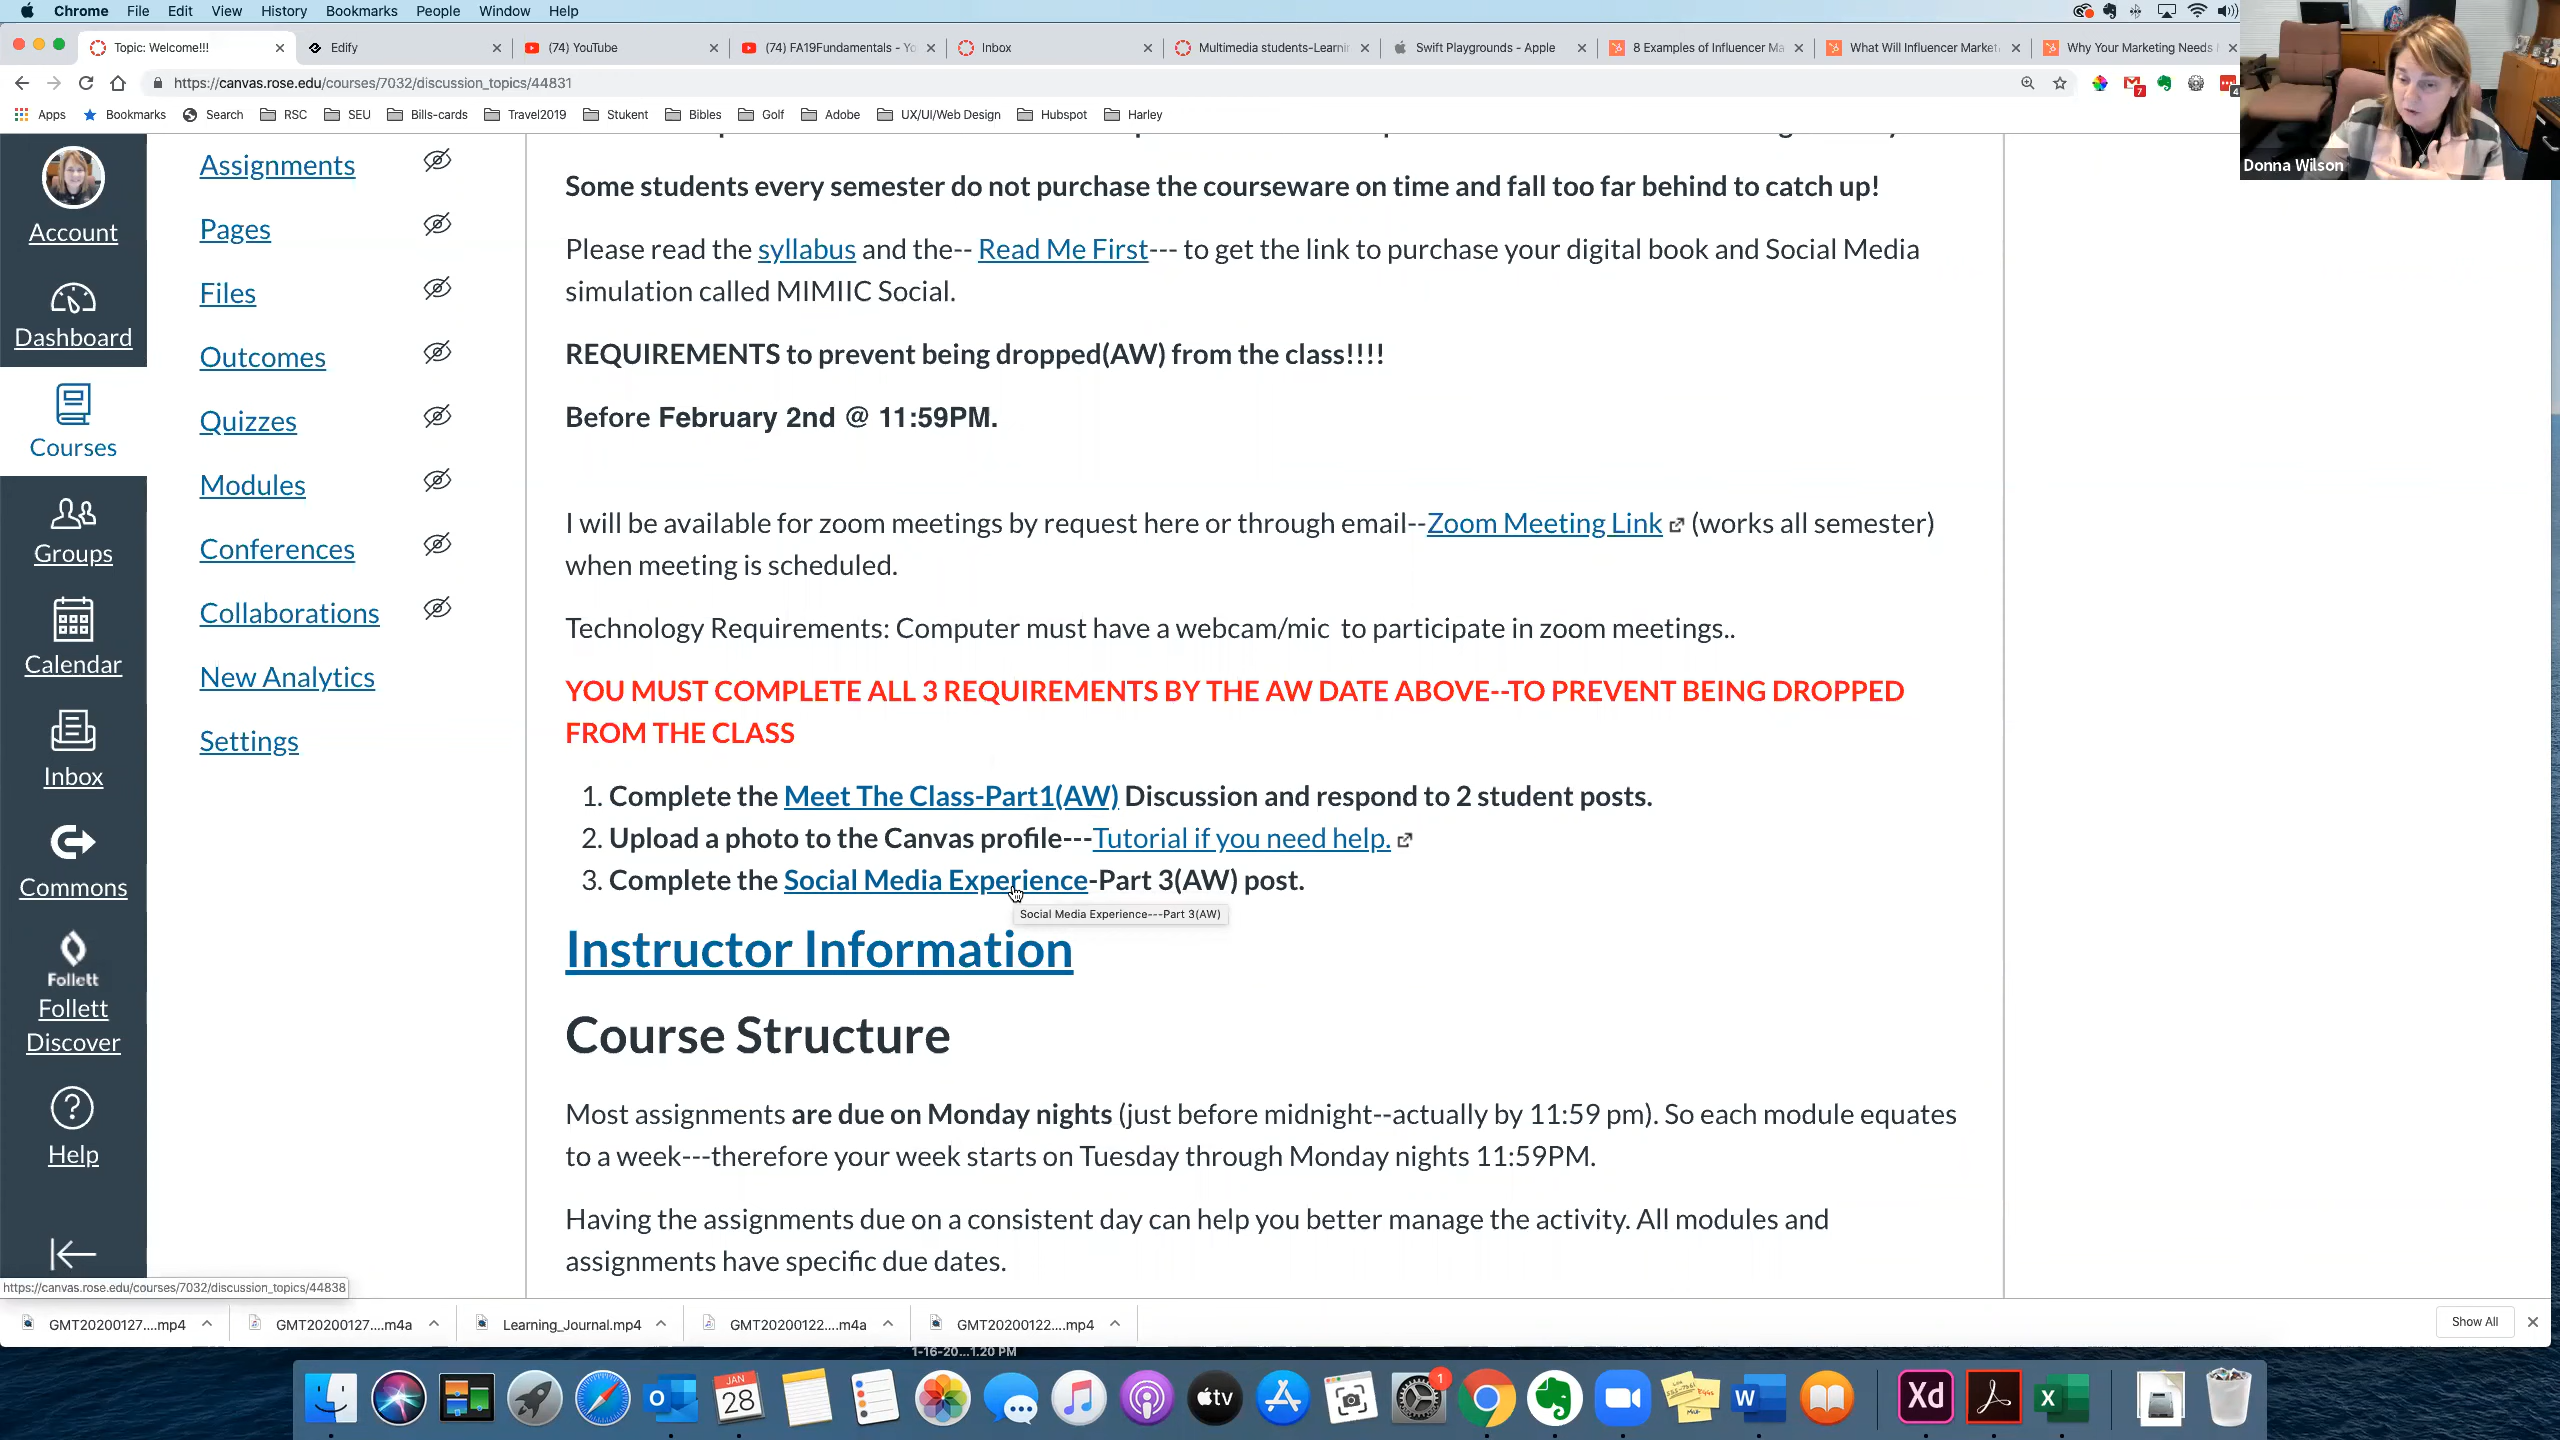 Chrome File Edit View History Bookmarks People Window Help
Topic: Welcome!!!
Edify
(74) YouTube
(74) FA19Fundamentals - Yo
Inbox
Multimedia students-Learnin
Swift Playgrounds - Apple
8 Examples of Influencer Ma
What Will Influencer Market
Why Your Marketing Needs
https://canvas.rose.edu/courses/7032/discussion_topics/44831
7
4
Apps Bookmarks Search RSC SEU Bills-cards Travel2019 Stukent Bibles Golf Adobe UX/UI/Web Design Hubspot Harley
Donna Wilson
Account
Dashboard
Courses
Groups
Calendar
Inbox
Commons
Follett
Follett
Discover
Help
Assignments
Pages
Files
Outcomes
Quizzes
Modules
Conferences
Collaborations
New Analytics
Settings
Some students every semester do not purchase the courseware on time and fall too far behind to catch up!
Please read the syllabus and the-- Read Me First--- to get the link to purchase your digital book and Social Media
simulation called MIMIIC Social.
REQUIREMENTS to prevent being dropped(AW) from the class!!!!
Before February 2nd @ 11:59PM.
I will be available for zoom meetings by request here or through email--Zoom Meeting Link (works all semester)
when meeting is scheduled.
Technology Requirements: Computer must have a webcam/mic to participate in zoom meetings..
YOU MUST COMPLETE ALL 3 REQUIREMENTS BY THE AW DATE ABOVE--TO PREVENT BEING DROPPED
FROM THE CLASS
1. Complete the Meet The Class-Part1(AW) Discussion and respond to 2 student posts.
2. Upload a photo to the Canvas profile---Tutorial if you need help.
3. Complete the Social Media Experience-Part 3(AW) post.
Social Media Experience---Part 3(AW)
Instructor Information
Course Structure
Most assignments are due on Monday nights (just before midnight--actually by 11:59 pm). So each module equates
to a week---therefore your week starts on Tuesday through Monday nights 11:59PM.
Having the assignments due on a consistent day can help you better manage the activity. All modules and
assignments have specific due dates.
https://canvas.rose.edu/courses/7032/discussion_topics/44838
GMT20200127....mp4
GMT20200127....m4a
Learning_Journal.mp4
GMT20200122....m4a
GMT20200122....mp4
Show All
1-16-20...1.20 PM
JAN
28
tv
1
W
Xd
X